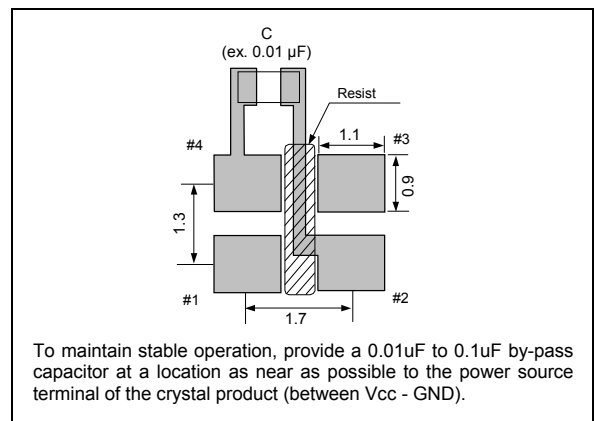 C
(ex. 0.01 µF)
Resist
#4
1.1
#3
0.9
1.3
#1
#2
1.7
To maintain stable operation, provide a 0.01uF to 0.1uF by-pass
capacitor at a location as near as possible to the power source
terminal of the crystal product (between Vcc - GND).